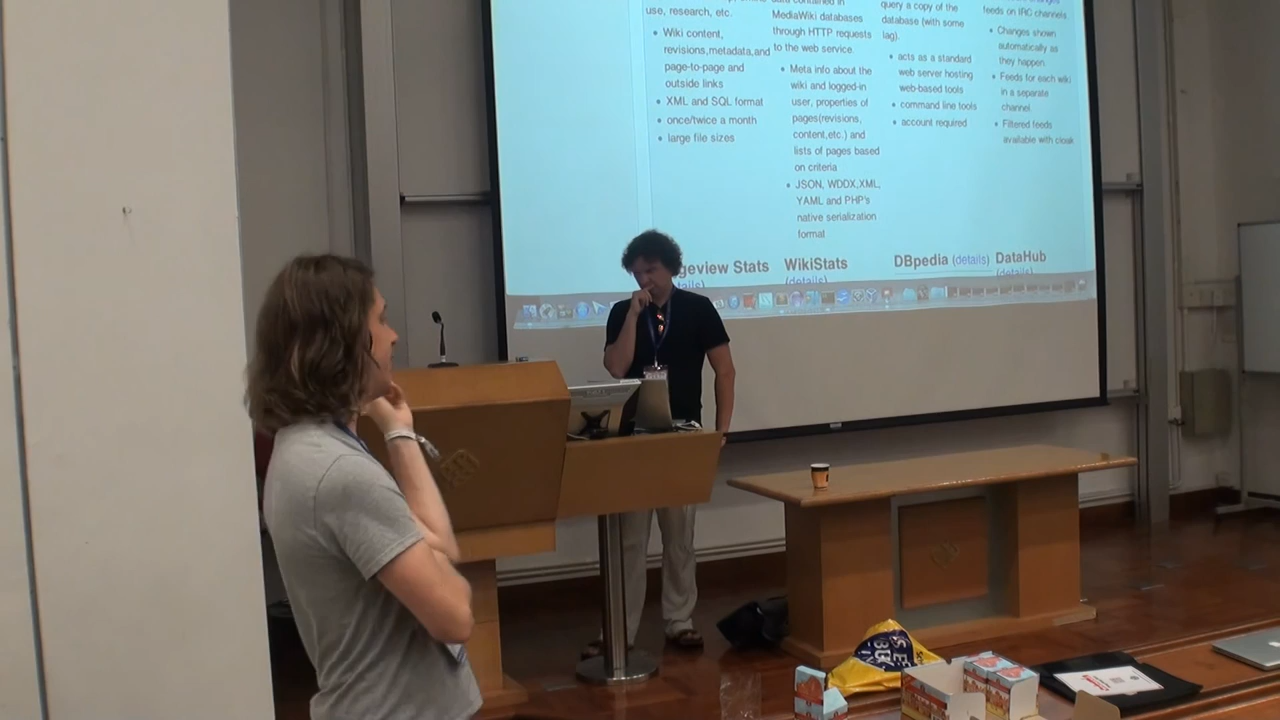 use, research, etc.
• Wiki content,
revisions,metadata,and
page-to-page and
outside links
• XML and SQL format
• once/twice a month
• large file sizes
MediaWiki databases
through HTTP requests
to the web service.
• Meta info about the
wiki and logged-in
user, properties of
pages(revisions,
content,etc.) and
lists of pages based
on criteria
• JSON, WDDX,XML,
YAML and PHP's
native serialization
format
query a copy of the
database (with some
lag).
• acts as a standard
web server hosting
web-based tools
• command line tools
• account required
feeds on IRC channels.
• Changes shown
automatically as
they happen.
• Feeds for each wiki
in a separate
channel.
• Filtered feeds
available with cloak
geview Stats
WikiStats
(details)
DBpedia (details)
DataHub
(details)